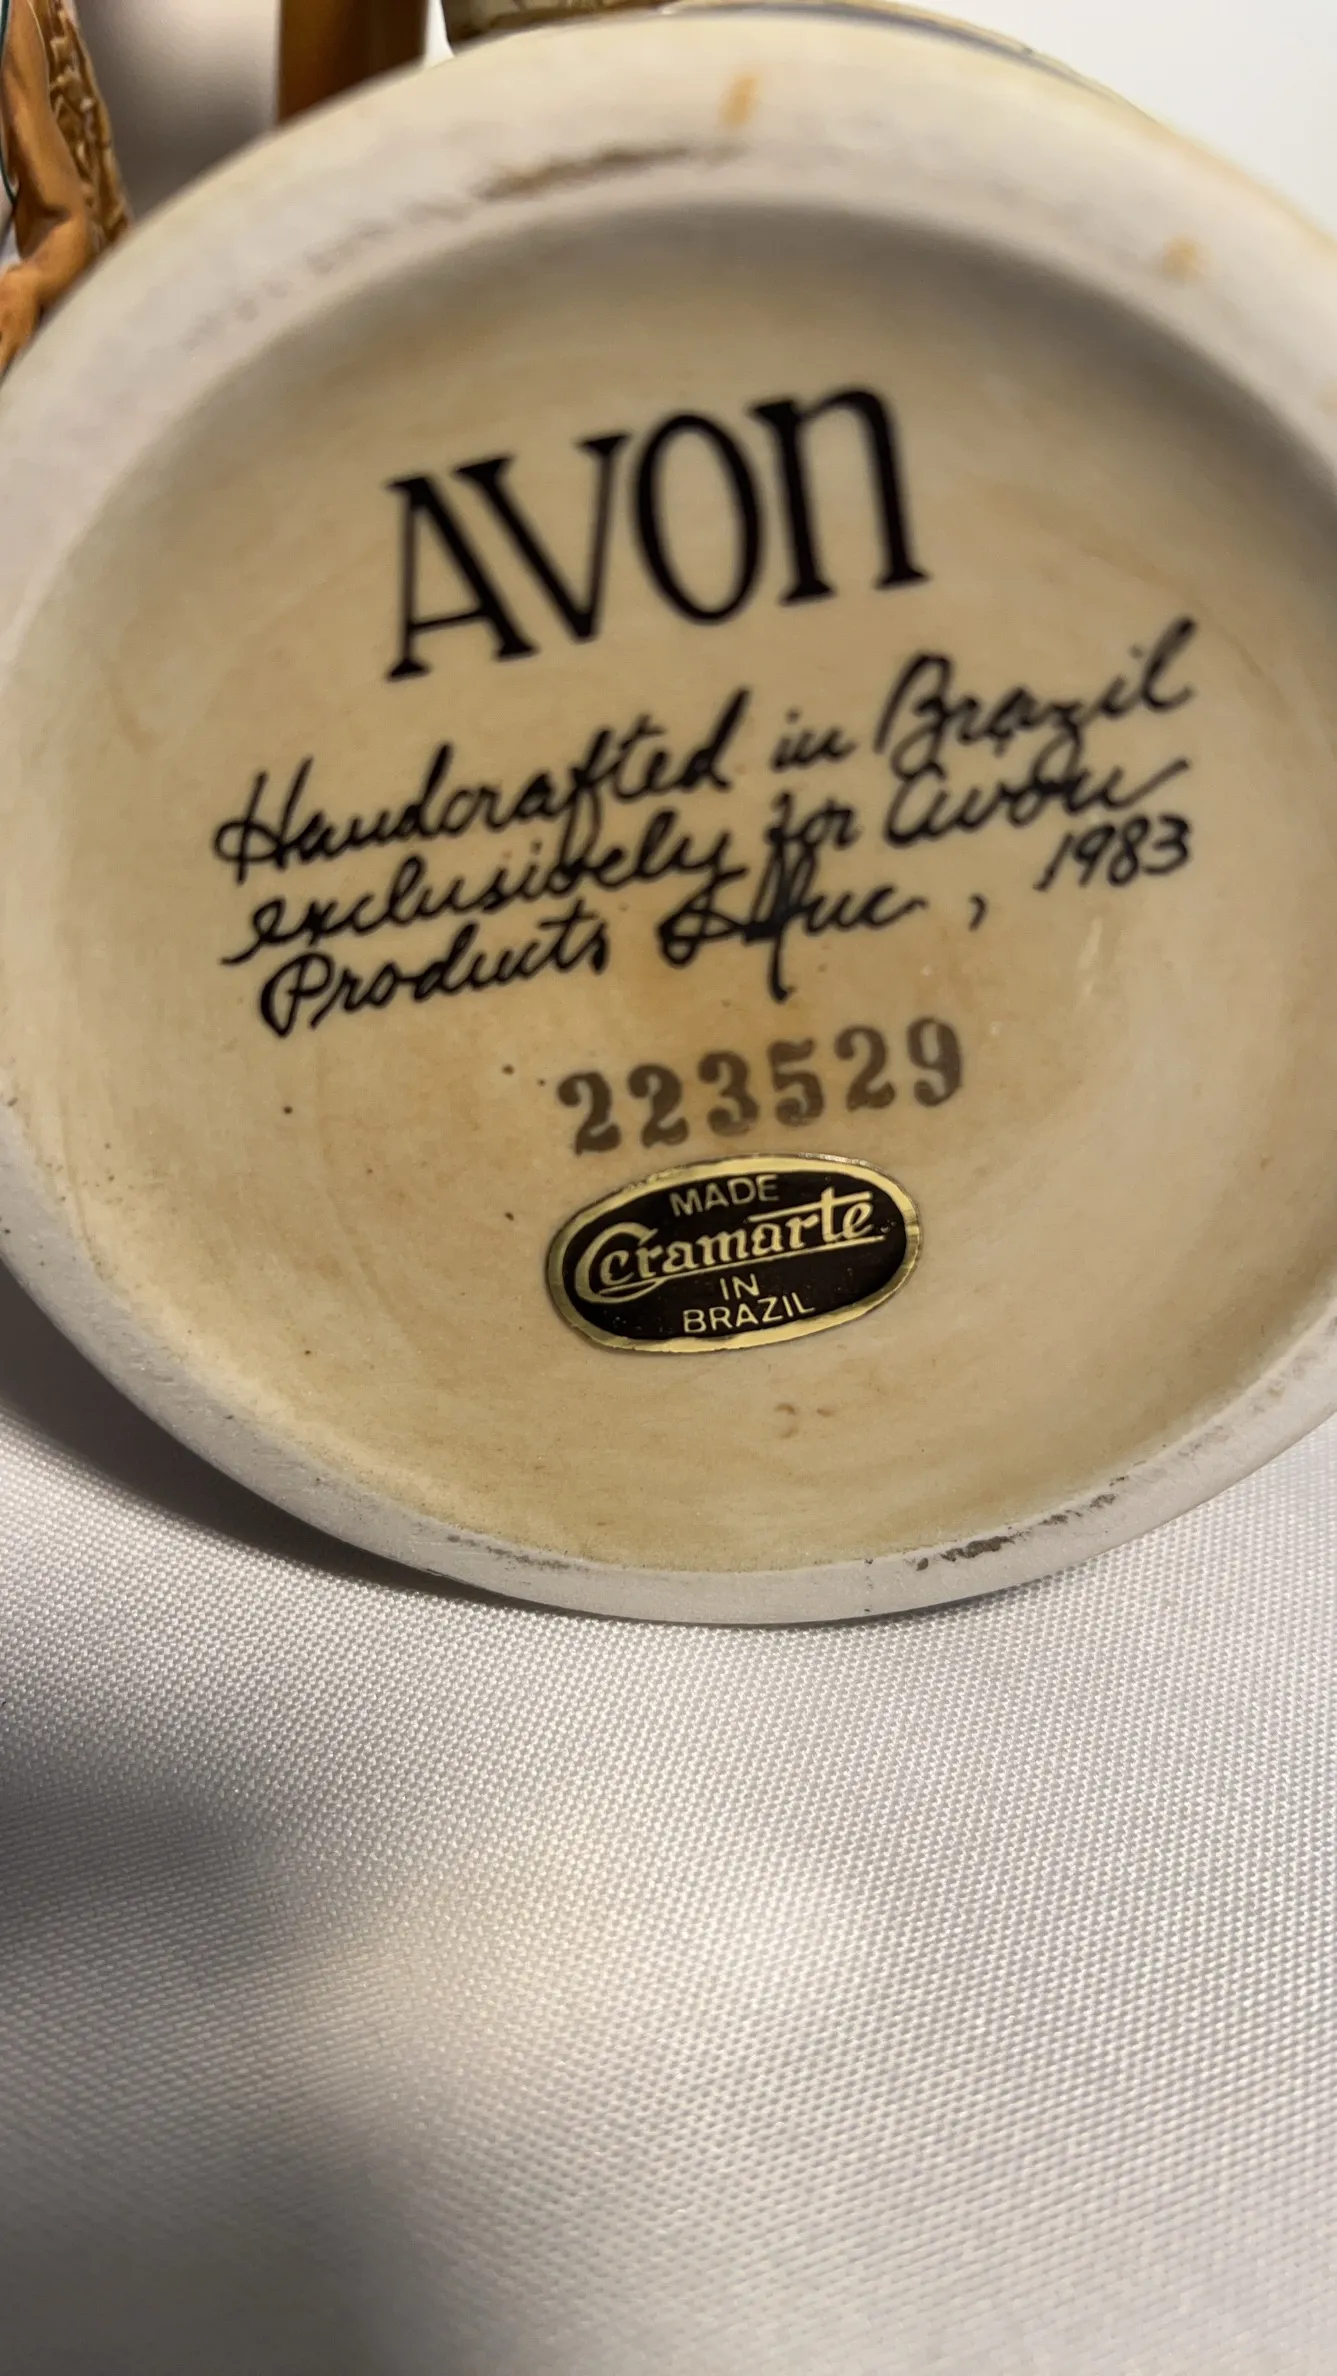 AVON
Handcrafted in Brazil
exclusively for Avon
Products Inc, 1983
223529
MADE
Ceramarte
IN
BRAZIL